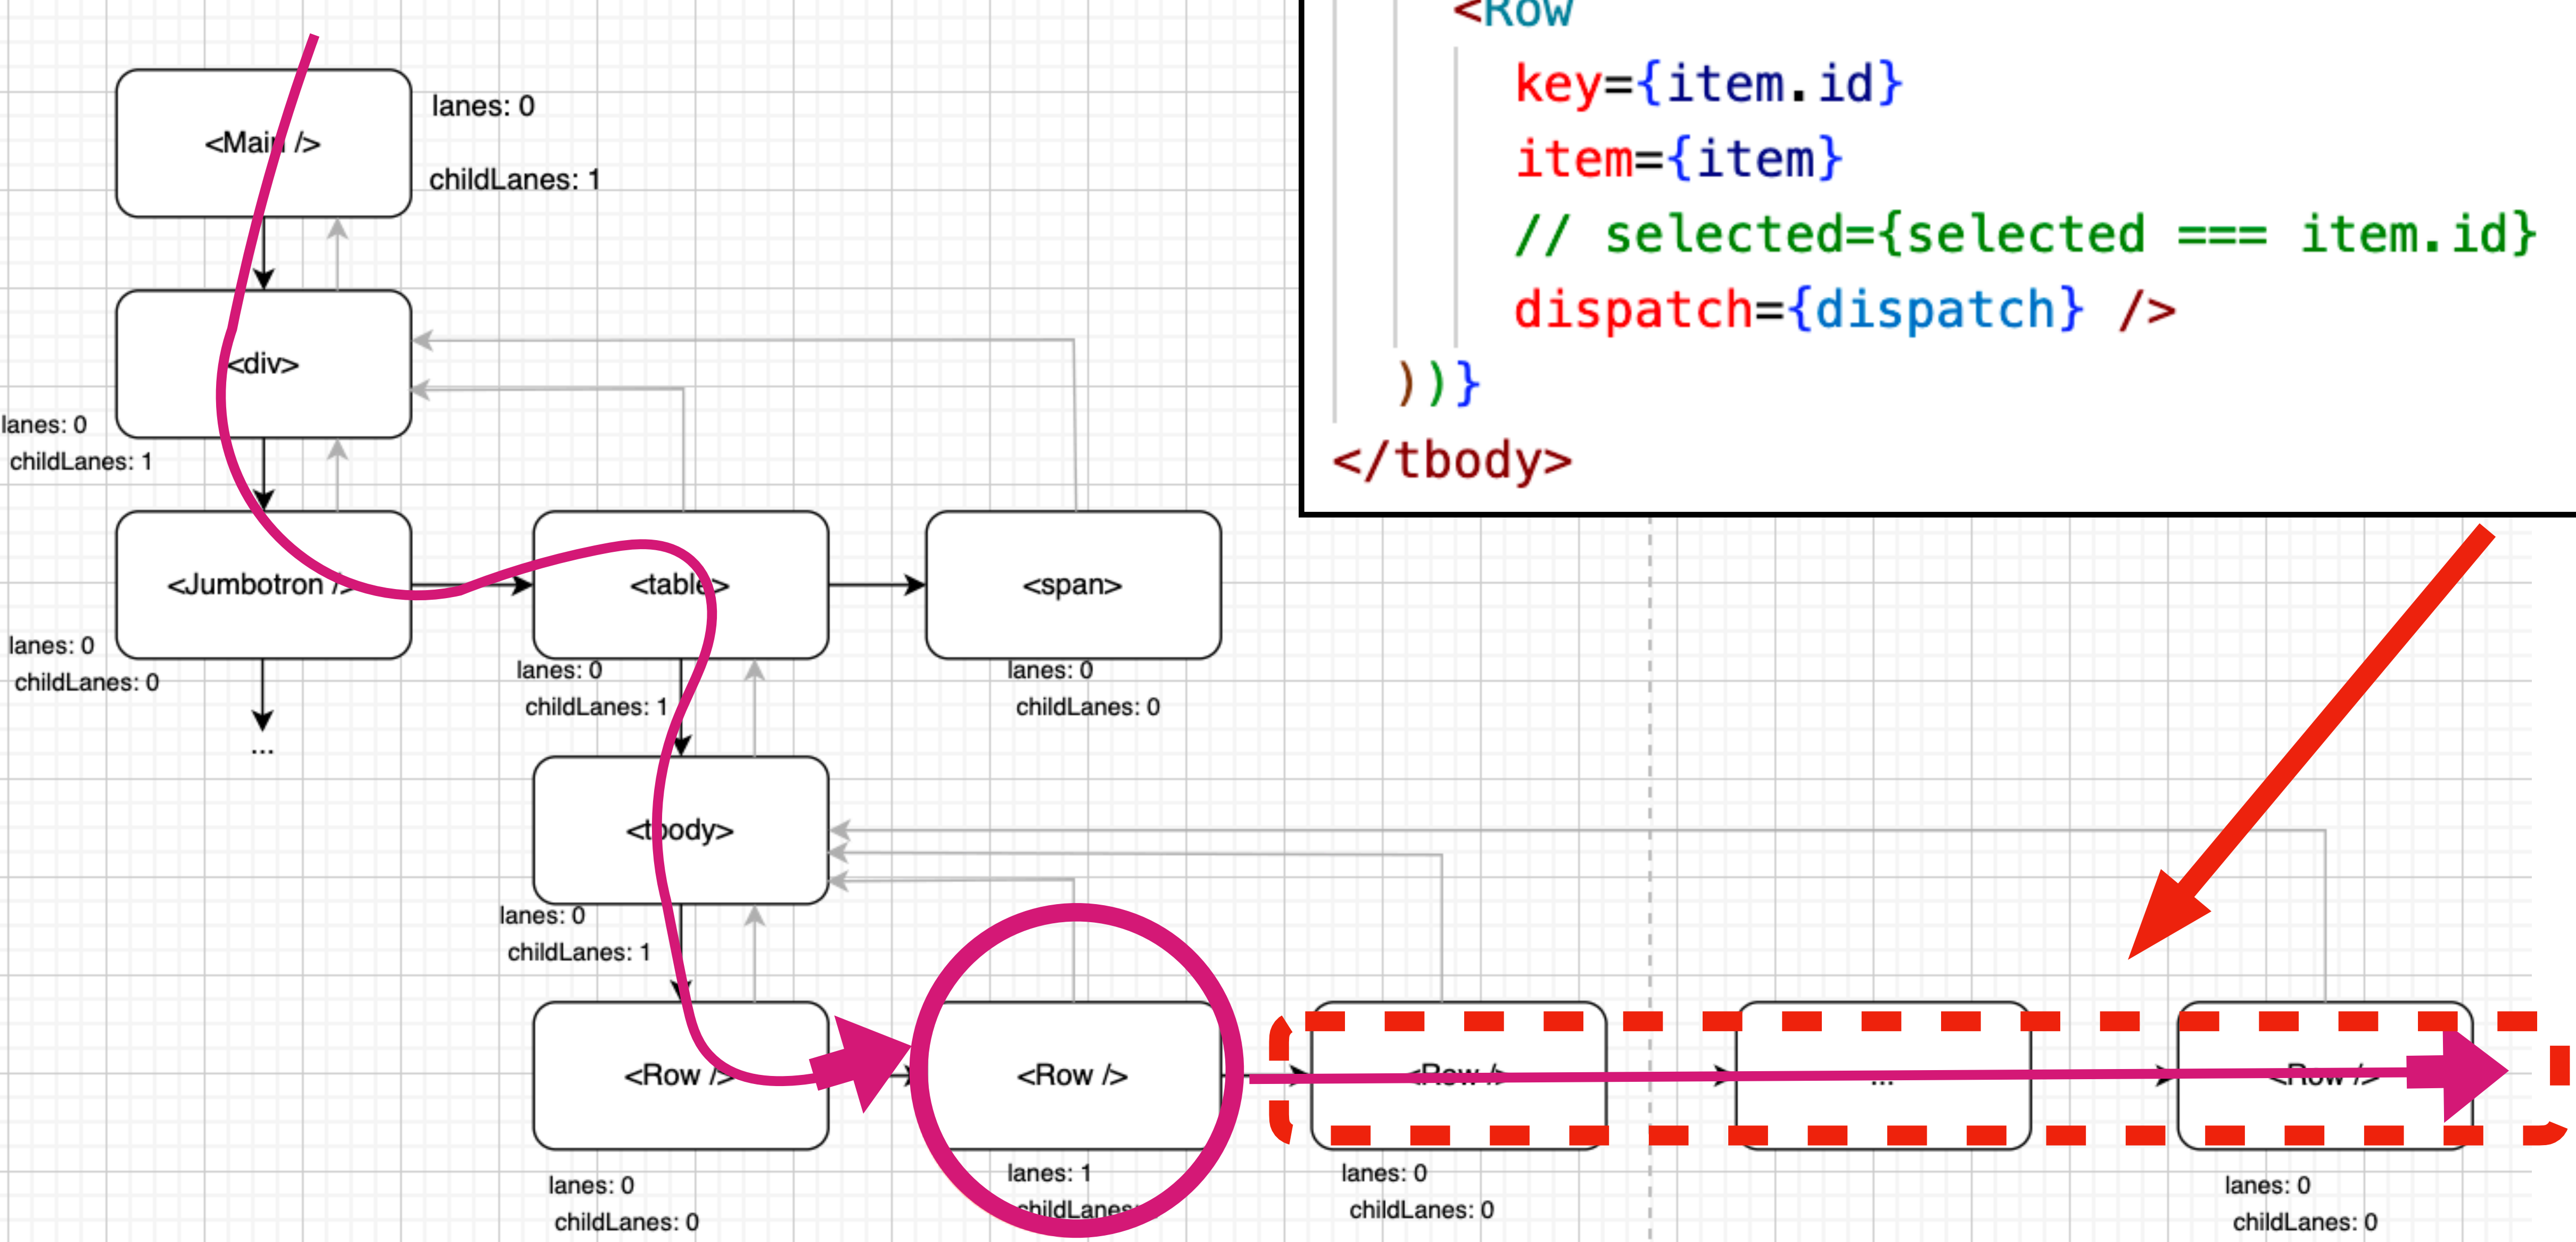 <Row
key={item.id}
item={item}
// selected={selected === item.id}
dispatch={dispatch} />
))}
</tbody>
<Main />
lanes: 0
childLanes: 1
<div>
lanes: 0
childLanes: 1
<Jumbotron />
lanes: 0
childLanes: 0
...
<table>
lanes: 0
childLanes: 1
<span>
lanes: 0
childLanes: 0
<tbody>
lanes: 0
childLanes: 1
<Row />
lanes: 0
childLanes: 0
<Row />
lanes: 1
childLanes:
<Row />
lanes: 0
childLanes: 0
...
<Row />
lanes: 0
childLanes: 0